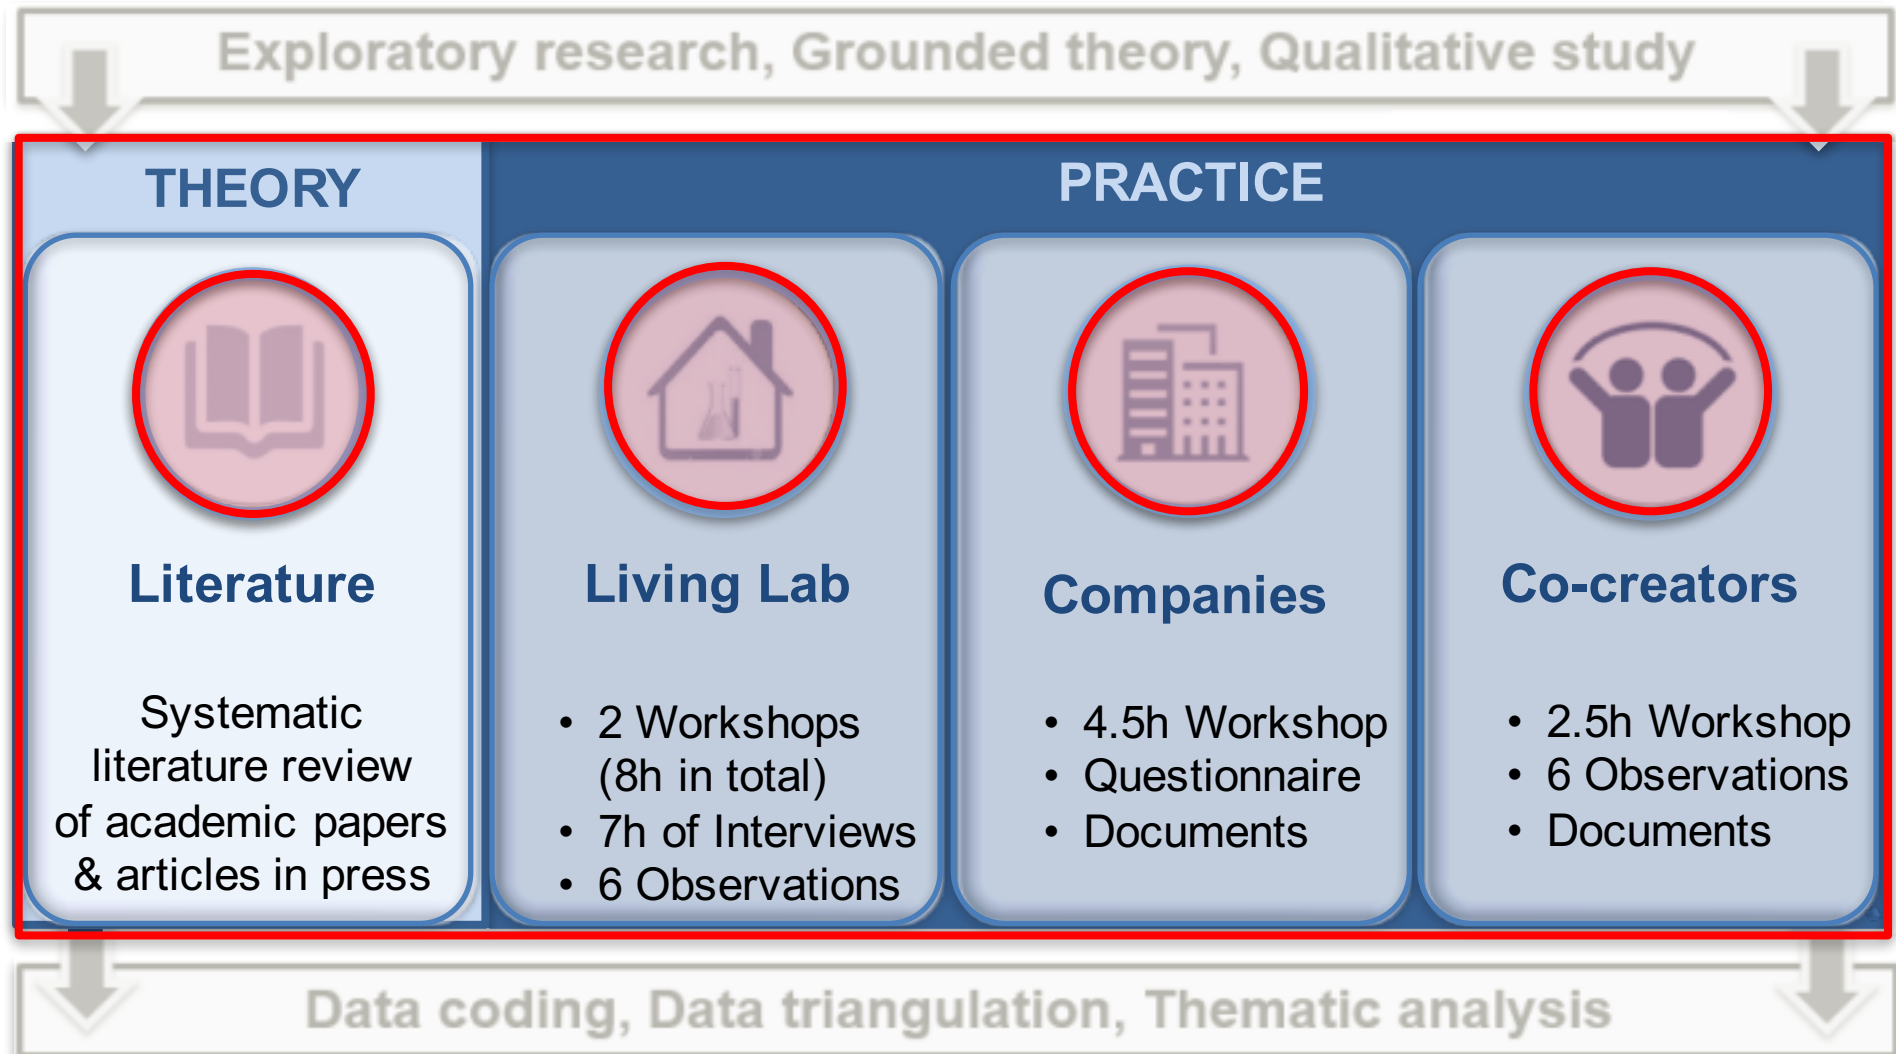 Exploratory research, Grounded theory, Qualitative study
THEORY
PRACTICE
Literature
Systematic
literature review
of academic papers
& articles in press
Living Lab
• 2 Workshops
(8h in total)
• 7h of Interviews
• 6 Observations
Companies
• 4.5h Workshop
• Questionnaire
• Documents
Co-creators
• 2.5h Workshop
• 6 Observations
• Documents
Data coding, Data triangulation, Thematic analysis